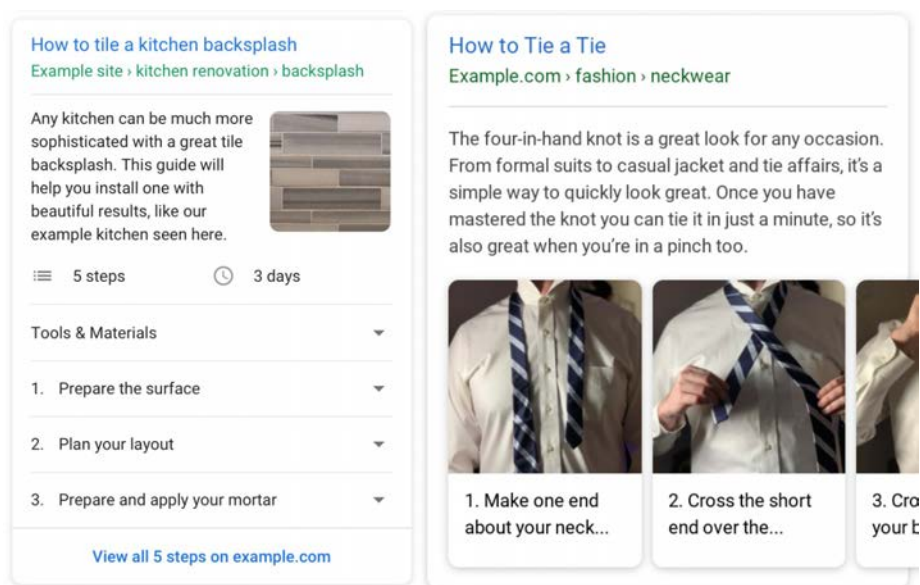 How to tile a kitchen backsplash
Example site › kitchen renovation › backsplash
Any kitchen can be much more
sophisticated with a great tile
backsplash. This guide will
help you install one with
beautiful results, like our
example kitchen seen here.
5 steps
3 days
Tools & Materials
1. Prepare the surface
2. Plan your layout
3. Prepare and apply your mortar
View all 5 steps on example.com
How to Tie a Tie
Example.com › fashion › neckwear
The four-in-hand knot is a great look for any occasion.
From formal suits to casual jacket and tie affairs, it's a
simple way to quickly look great. Once you have
mastered the knot you can tie it in just a minute, so it's
also great when you're in a pinch too.
1. Make one end
about your neck...
2. Cross the short
end over the...
3.
your